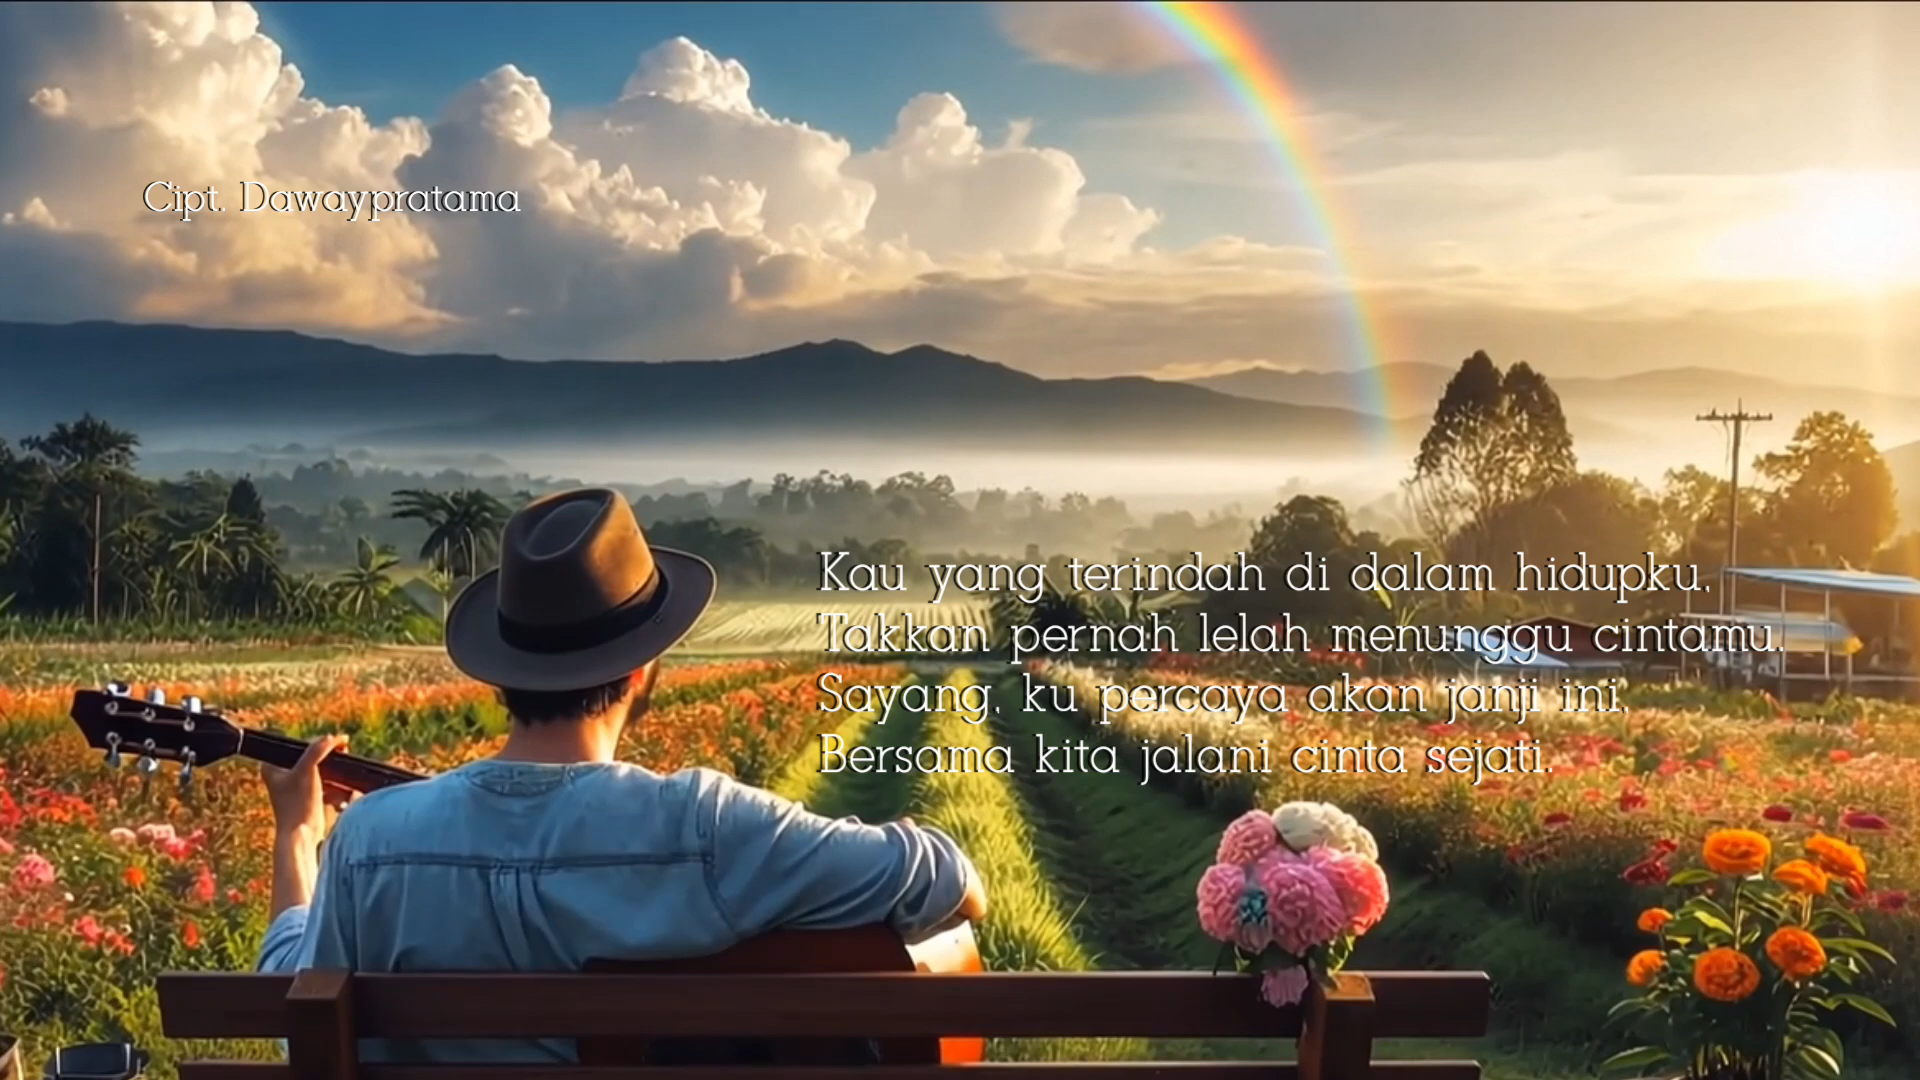 Cipt. Dawaypratama
Kau yang terindah di dalam hidupku,
Takkan pernah lelah menunggu cintamu.
Sayang, ku percaya akan janji ini,
Bersama kita jalani cinta sejati.